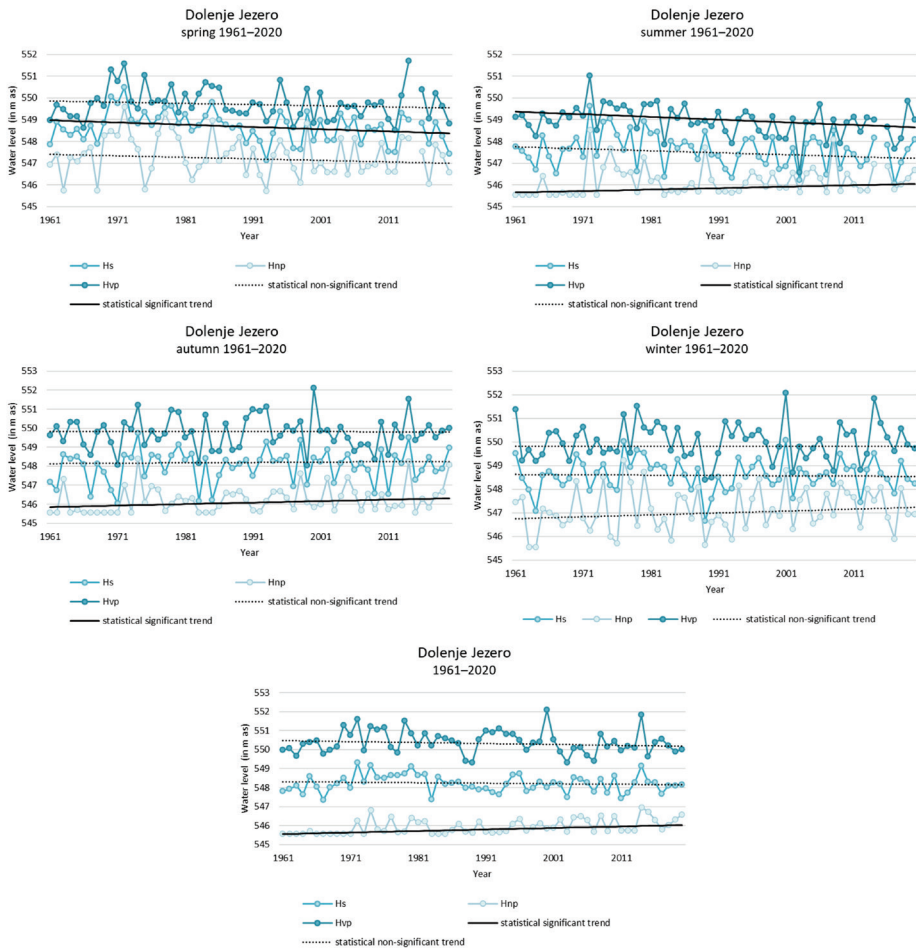 Dolenje Jezero
spring 1961–2020
Water level (in m as)
552
551
550
549
548
547
546
545
1961 1971 1981 1991 2001 2011
Year
Hs Hnp
Hvp statistical non-significant trend
statistical significant trend
Dolenje Jezero
summer 1961–2020
Water level (in m as)
552
551
550
549
548
547
546
545
1961 1971 1981 1991 2001 2011
Year
Hs Hnp
Hvp statistical significant trend
statistical non-significant trend
Dolenje Jezero
autumn 1961–2020
Water level (in m as)
553
552
551
550
549
548
547
546
545
1961 1971 1981 1991 2001 2011
Year
Hs Hnp
Hvp statistical non-significant trend
statistical significant trend
Dolenje Jezero
winter 1961–2020
Water level (in m as)
553
552
551
550
549
548
547
546
545
1961 1971 1981 1991 2001 2011
Year
Hs Hnp Hvp statistical non-significant trend
Dolenje Jezero
1961–2020
Water level (in m as)
553
552
551
550
549
548
547
546
545
1961 1971 1981 1991 2001 2011
Year
Hs Hnp
Hvp statistical significant trend
statistical non-significant trend